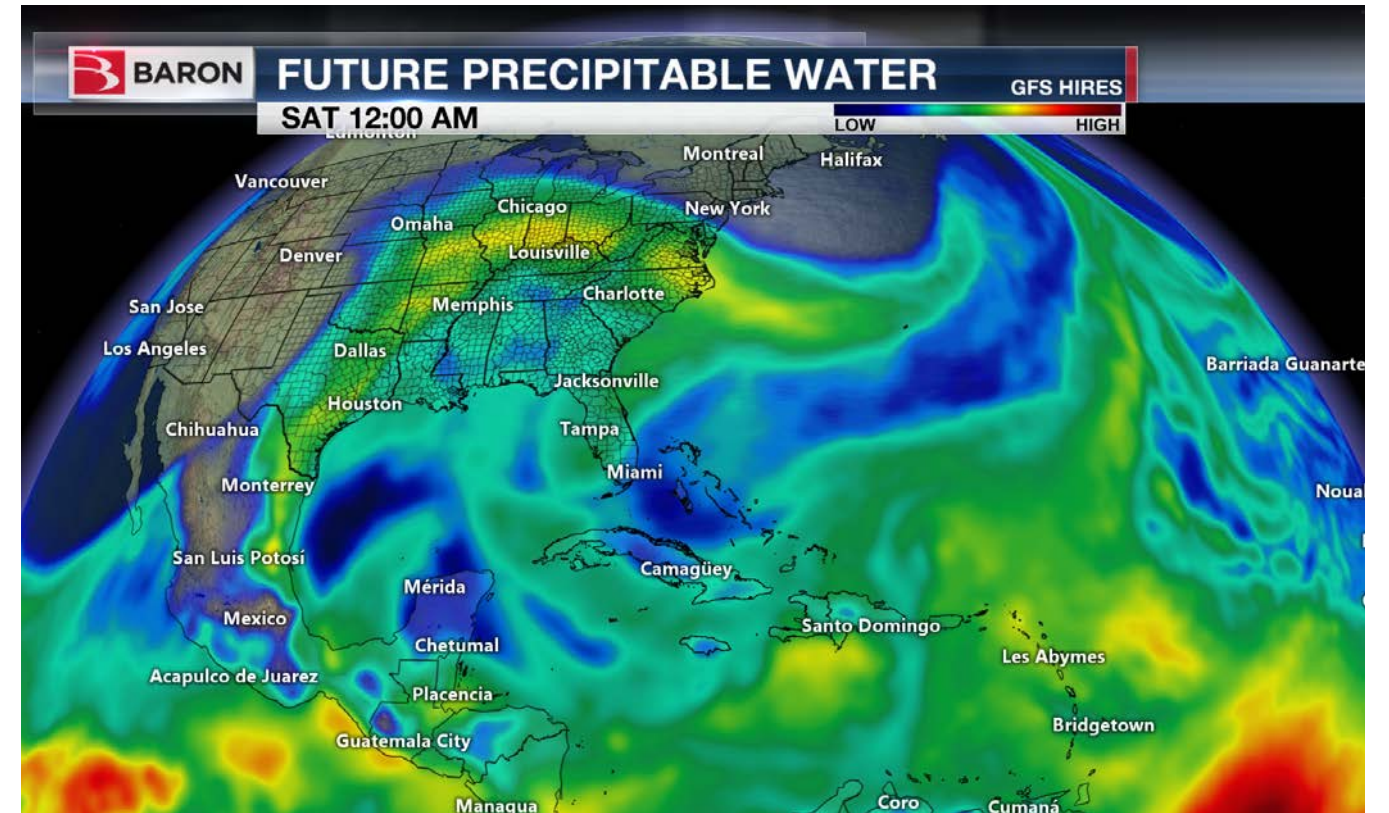 BARON
FUTURE PRECIPITABLE WATER
GFS HIRES
SAT 12:00 AM
LOW
HIGH
Edmonton
Montreal
Halifax
Vancouver
Chicago
New York
Omaha
Denver
Louisville
San Jose
Memphis
Charlotte
Los Angeles
Dallas
Barriada Guanarte
Jacksonville
Houston
Chihuahua
Tampa
Miami
Monterrey
Noual
San Luis Potosí
Camagüey
Mérida
Mexico
Santo Domingo
Chetumal
Les Abymes
Acapulco de Juarez
Placencia
Bridgetown
Guatemala City
Managua
Coro
Cumaná